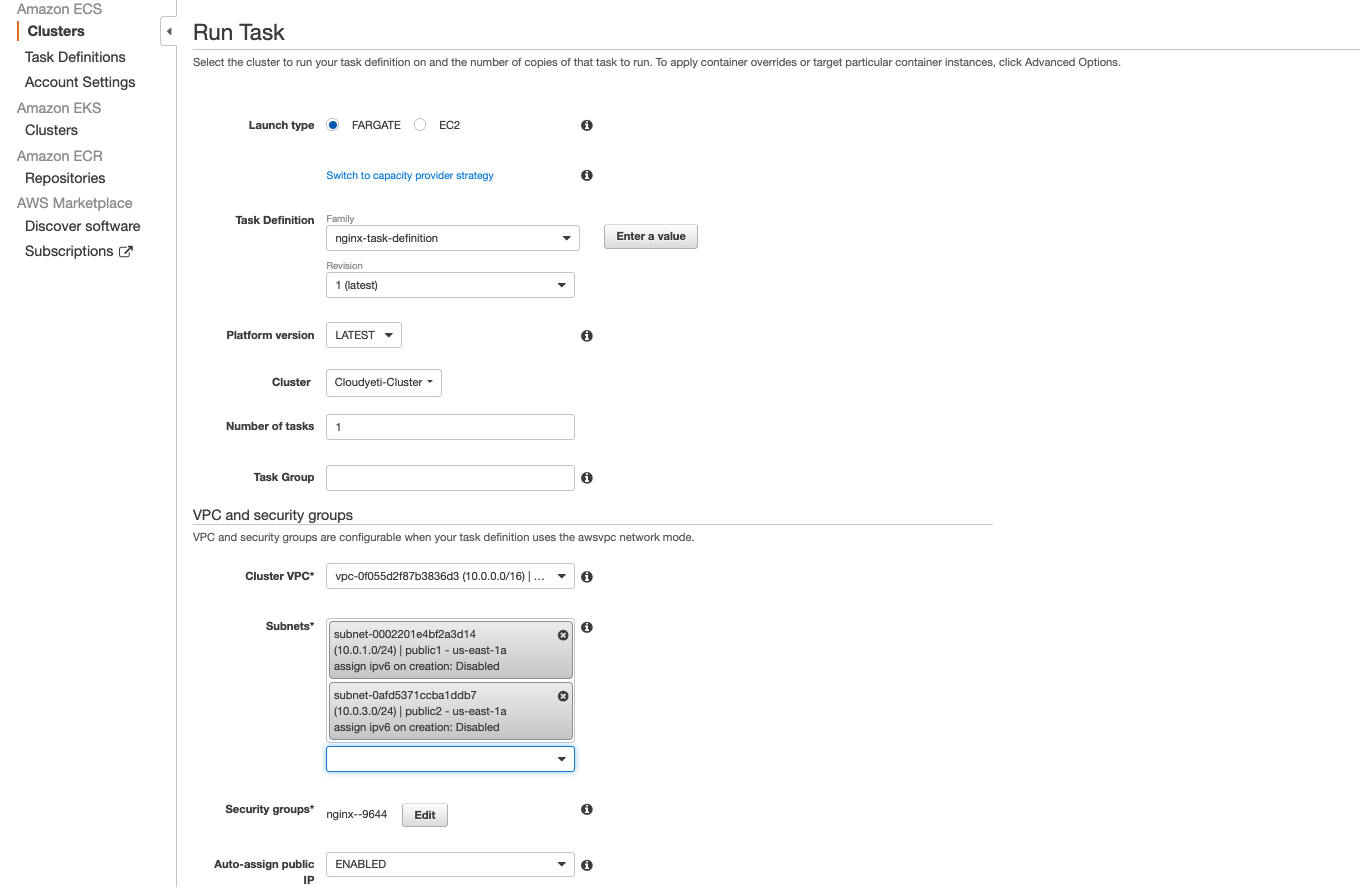 Amazon ECS
Clusters
Task Definitions
Account Settings
Amazon EKS
Clusters
Amazon ECR
Repositories
AWS Marketplace
Discover software
Subscriptions
Run Task
Select the cluster to run your task definition on and the number of copies of that task to run. To apply container overrides or target particular container instances, click Advanced Options.
Launch type FARGATE EC2
Switch to capacity provider strategy
Task Definition Family
nginx-task-definition Enter a value
Revision
1 (latest)
Platform version LATEST
Cluster Cloudyeti-Cluster
Number of tasks 1
Task Group
VPC and security groups
VPC and security groups are configurable when your task definition uses the awsvpc network mode.
Cluster VPC* vpc-0f055d2f87b3836d3 (10.0.0.0/16) | ...
Subnets*
subnet-0002201e4bf2a3d14
(10.0.1.0/24) | public1 - us-east-1a
assign ipv6 on creation: Disabled
subnet-0afd5371ccba1ddb7
(10.0.3.0/24) | public2 - us-east-1a
assign ipv6 on creation: Disabled
Security groups* nginx--9644 Edit
Auto-assign public ENABLED
IP